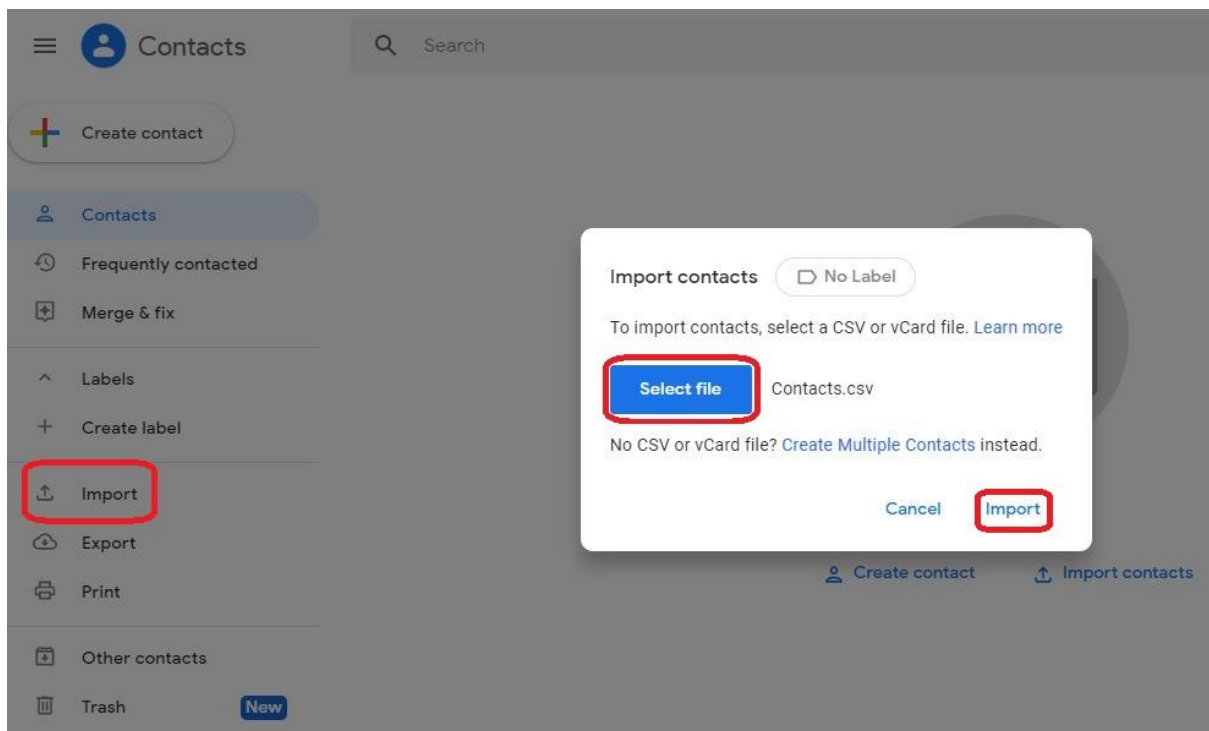 Contacts
Search
Create contact
Contacts
Frequently contacted
Merge & fix
Labels
Create label
Import
Export
Print
Other contacts
Trash New
Import contacts No Label
To import contacts, select a CSV or vCard file. Learn more
Select file Contacts.csv
No CSV or vCard file? Create Multiple Contacts instead.
Cancel Import
Create contact Import contacts